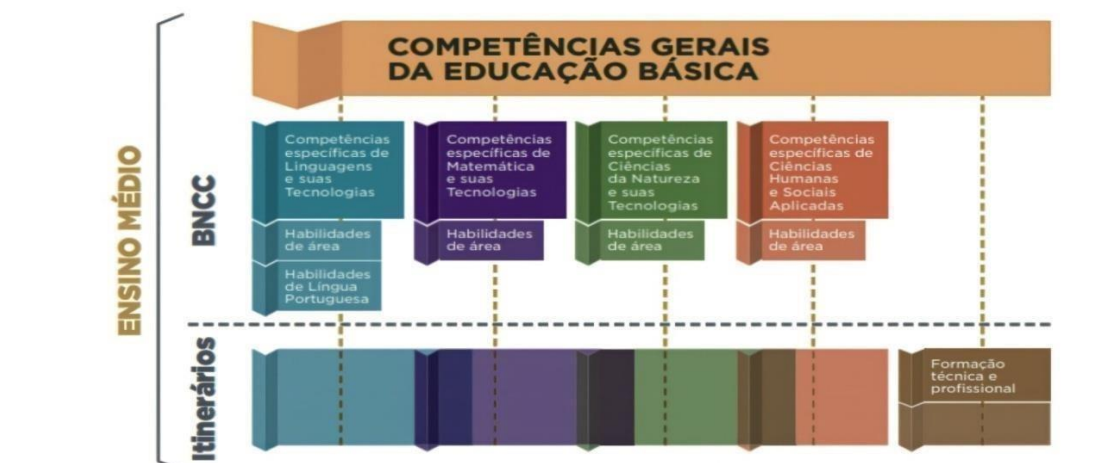 COMPETÊNCIAS GERAIS
DA EDUCAÇÃO BÁSICA
ENSINO MÉDIO
BNCC
Competências
específicas de
Linguagens
e suas
Tecnologias
Habilidades
de área
Habilidades
de Língua
Portuguesa
Competências
específicas de
Matemática
e suas
Tecnologias
Habilidades
de área
Competências
específicas de
Ciências
da Natureza
e suas
Tecnologias
Habilidades
de área
Competências
específicas de
Ciências
Humanas
e Sociais
Aplicadas
Habilidades
de área
Itinerários
Formação
técnica e
profissional